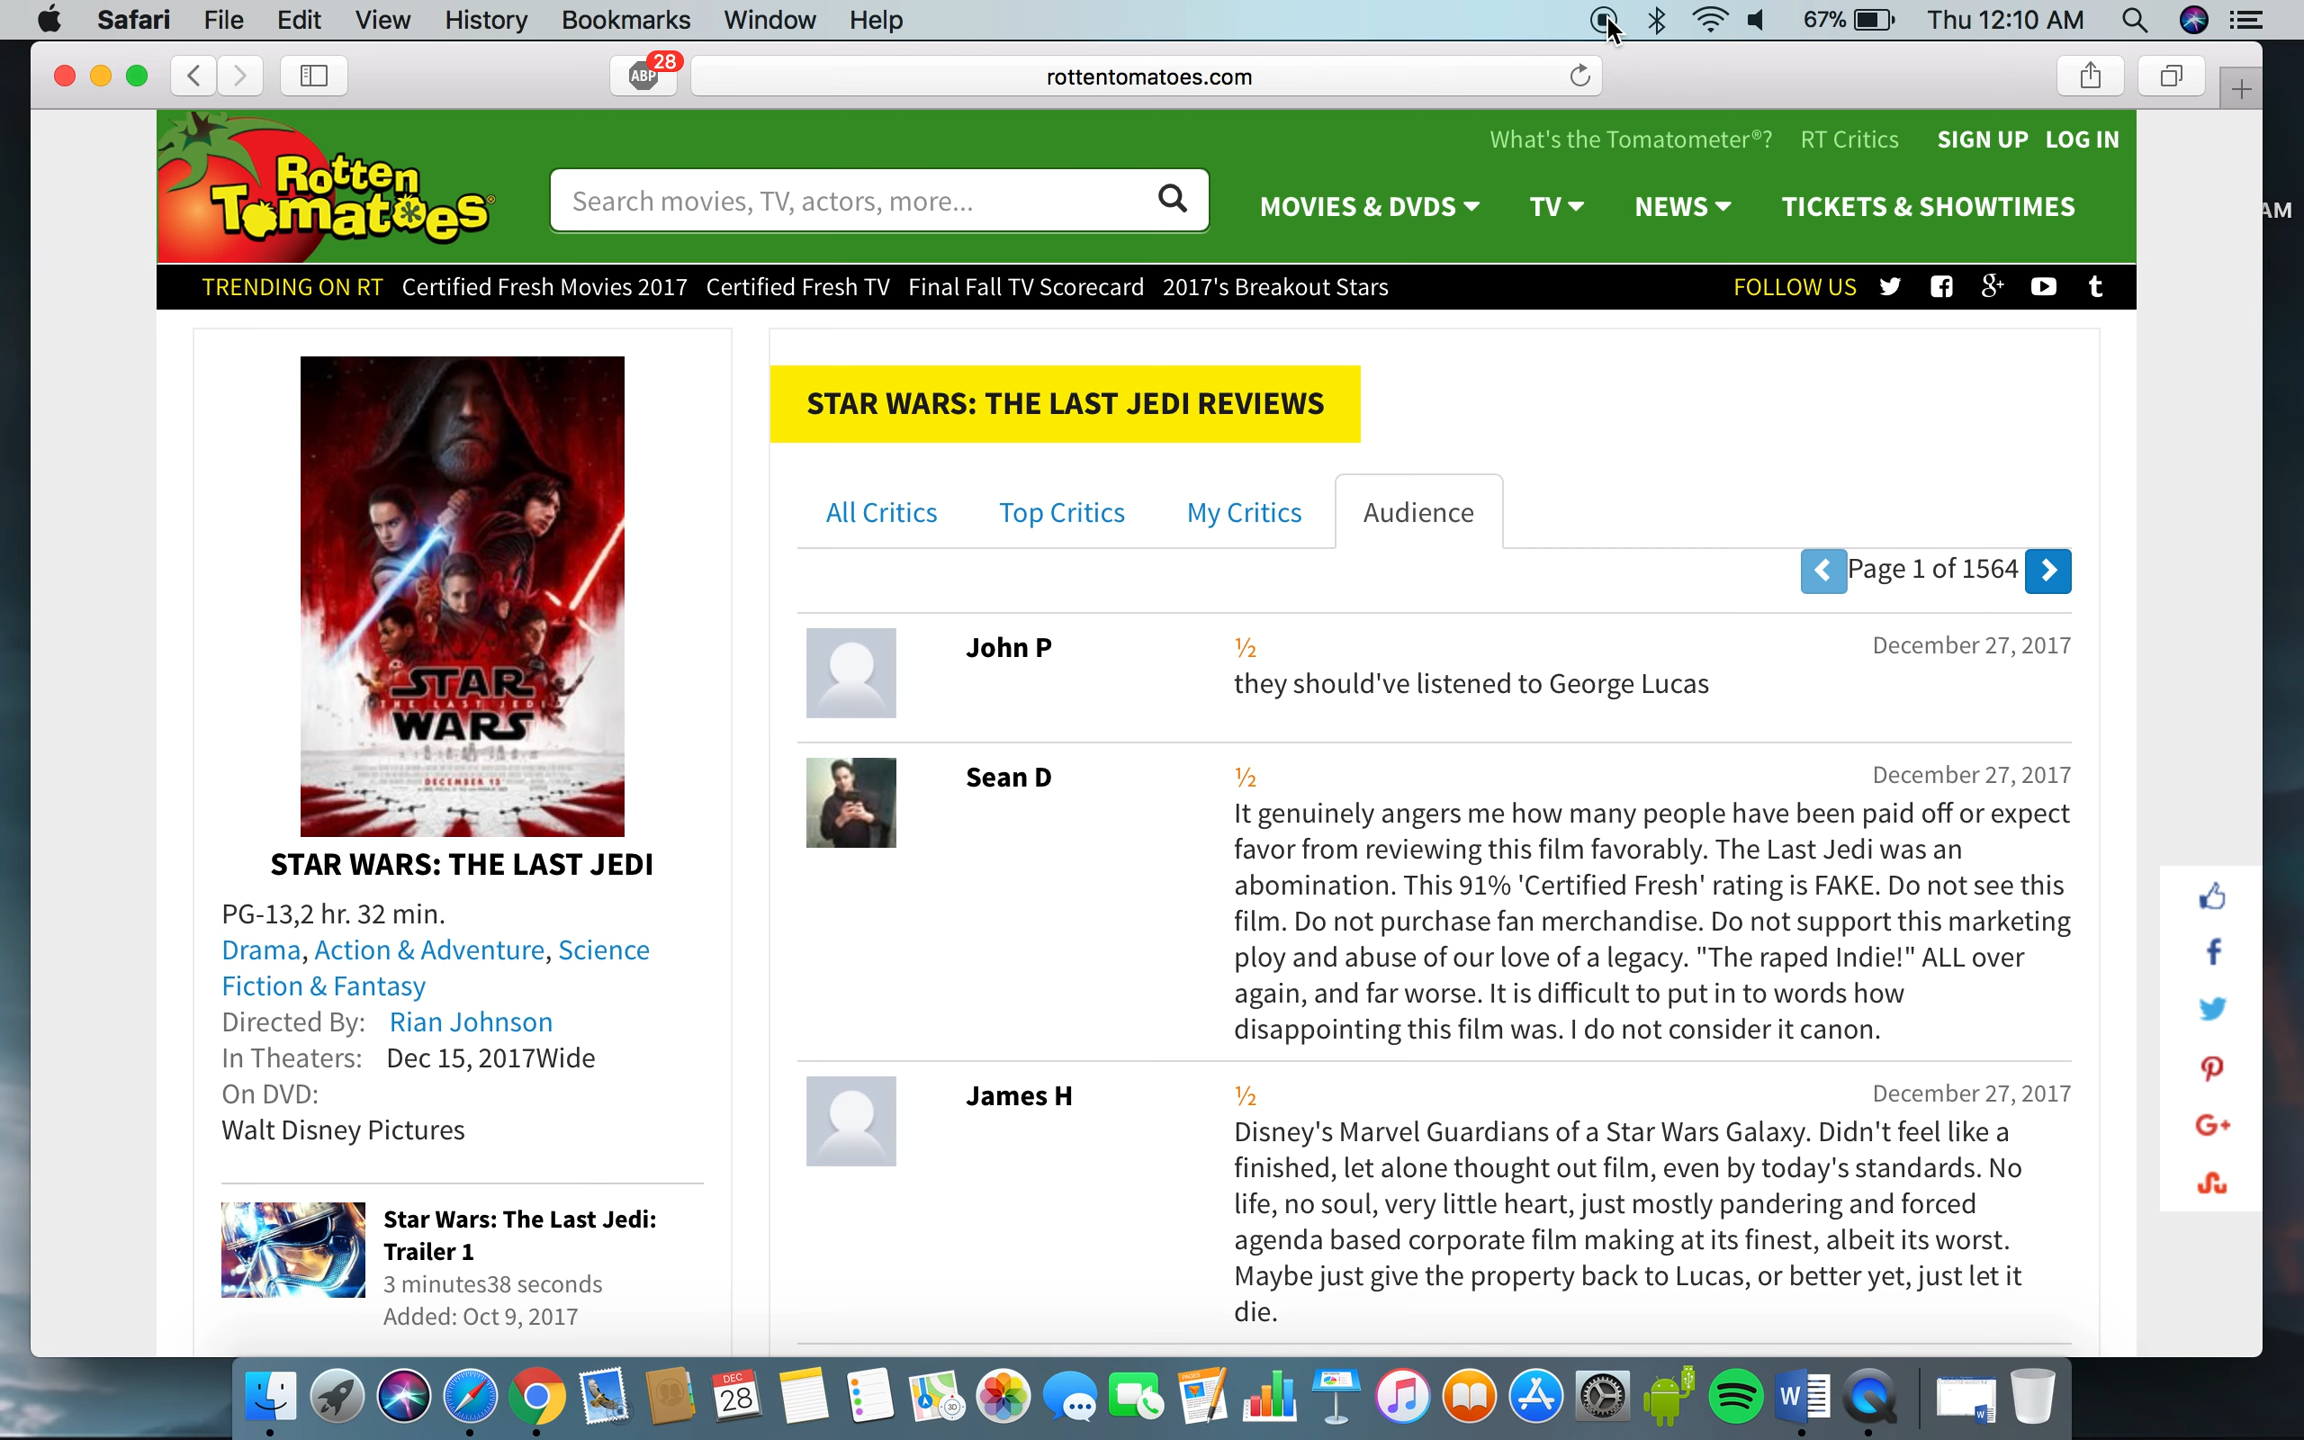 Safari File Edit View History Bookmarks Window Help 67% Thu 12:10 AM
ABP 28 rottentomatoes.com
AM
What's the Tomatometer®? RT Critics SIGN UP LOG IN
Rotten
Tomatoes®
Search movies, TV, actors, more...
MOVIES & DVDS TV NEWS TICKETS & SHOWTIMES
TRENDING ON RT Certified Fresh Movies 2017 Certified Fresh TV Final Fall TV Scorecard 2017's Breakout Stars FOLLOW US
STAR
THE LAST JEDI
WARS
DECEMBER 15
STAR WARS: THE LAST JEDI
PG-13,2 hr. 32 min.
Drama, Action & Adventure, Science
Fiction & Fantasy
Directed By: Rian Johnson
In Theaters: Dec 15, 2017Wide
On DVD:
Walt Disney Pictures
Star Wars: The Last Jedi:
Trailer 1
3 minutes38 seconds
Added: Oct 9, 2017
STAR WARS: THE LAST JEDI REVIEWS
All Critics Top Critics My Critics Audience
Page 1 of 1564
John P ½ December 27, 2017
they should've listened to George Lucas
Sean D ½ December 27, 2017
It genuinely angers me how many people have been paid off or expect
favor from reviewing this film favorably. The Last Jedi was an
abomination. This 91% 'Certified Fresh' rating is FAKE. Do not see this
film. Do not purchase fan merchandise. Do not support this marketing
ploy and abuse of our love of a legacy. "The raped Indie!" ALL over
again, and far worse. It is difficult to put in to words how
disappointing this film was. I do not consider it canon.
James H ½ December 27, 2017
Disney's Marvel Guardians of a Star Wars Galaxy. Didn't feel like a
finished, let alone thought out film, even by today's standards. No
life, no soul, very little heart, just mostly pandering and forced
agenda based corporate film making at its finest, albeit its worst.
Maybe just give the property back to Lucas, or better yet, just let it
die.
G+
DEC
28
3D
PAGES
W
W